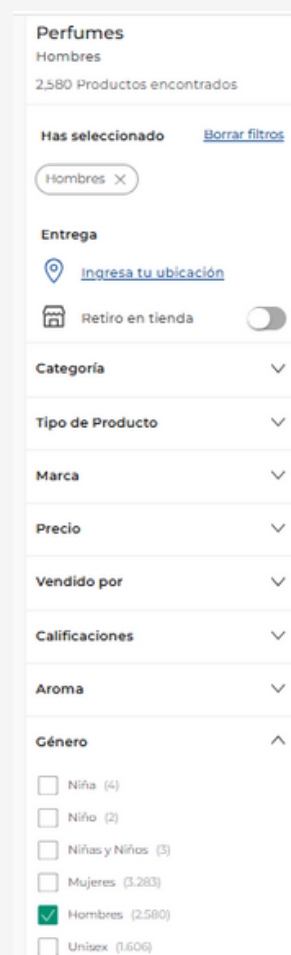 Perfumes
Hombres
2,580 Productos encontrados
Has seleccionado Borrar filtros
Hombres ×
Entrega
Ingresa tu ubicación
Retiro en tienda
Categoría
Tipo de Producto
Marca
Precio
Vendido por
Calificaciones
Aroma
Género
Niña (4)
Niño (2)
Niñas y Niños (3)
Mujeres (3.283)
Hombres (2.580)
Unisex (1.606)